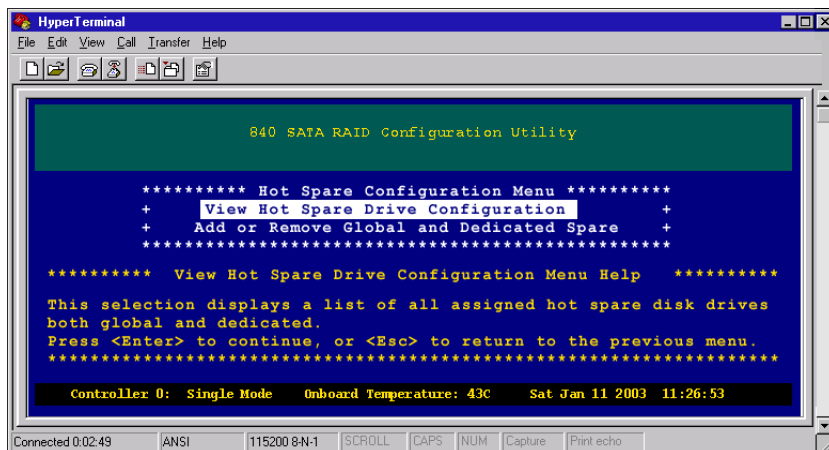 HyperTerminal
File Edit View Call Transfer Help
840 SATA RAID Configuration Utility
********** Hot Spare Configuration Menu **********
+ View Hot Spare Drive Configuration +
+ Add or Remove Global and Dedicated Spare +
***************************************************
********** View Hot Spare Drive Configuration Menu Help **********
This selection displays a list of all assigned hot spare disk drives
both global and dedicated.
Press <Enter> to continue, or <Esc> to return to the previous menu.
**********************************************************************
Controller 0: Single Mode Onboard Temperature: 43C Sat Jan 11 2003 11:26:53
Connected 0:02:49 ANSI 115200 8-N-1 SCROLL CAPS NUM Capture Print echo